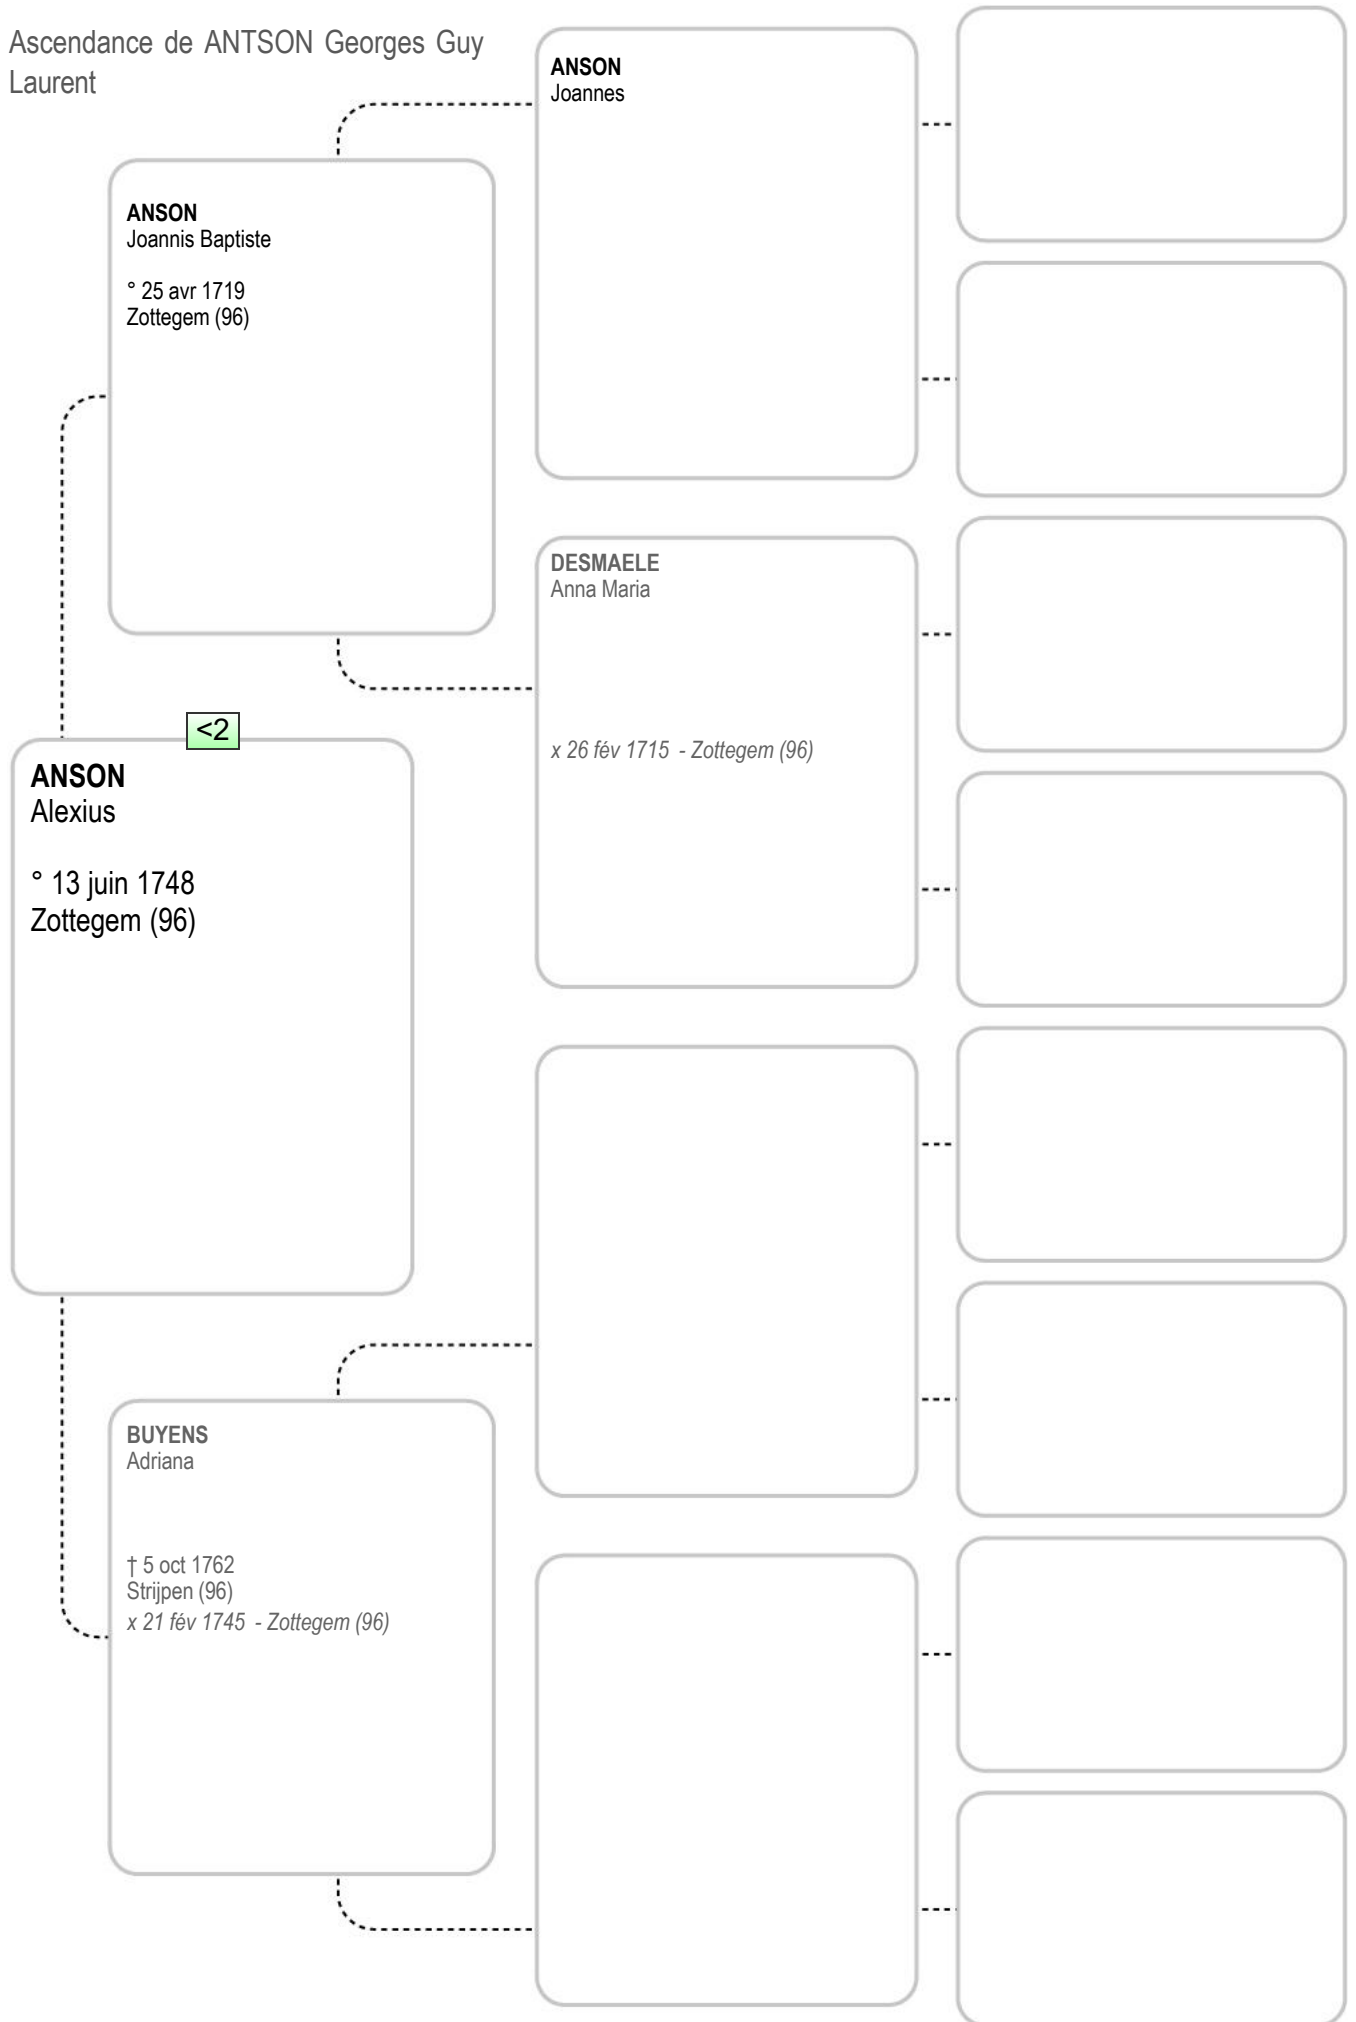 Ascendance de ANTSON Georges Guy
Laurent
ANSON
Joannes
ANSON
Joannis Baptiste
° 25 avr 1719
Zottegem (96)
DESMAELE
Anna Maria
x 26 fév 1715 - Zottegem (96)
<2
ANSON
Alexius
° 13 juin 1748
Zottegem (96)
BUYENS
Adriana
† 5 oct 1762
Strijpen (96)
x 21 fév 1745 - Zottegem (96)